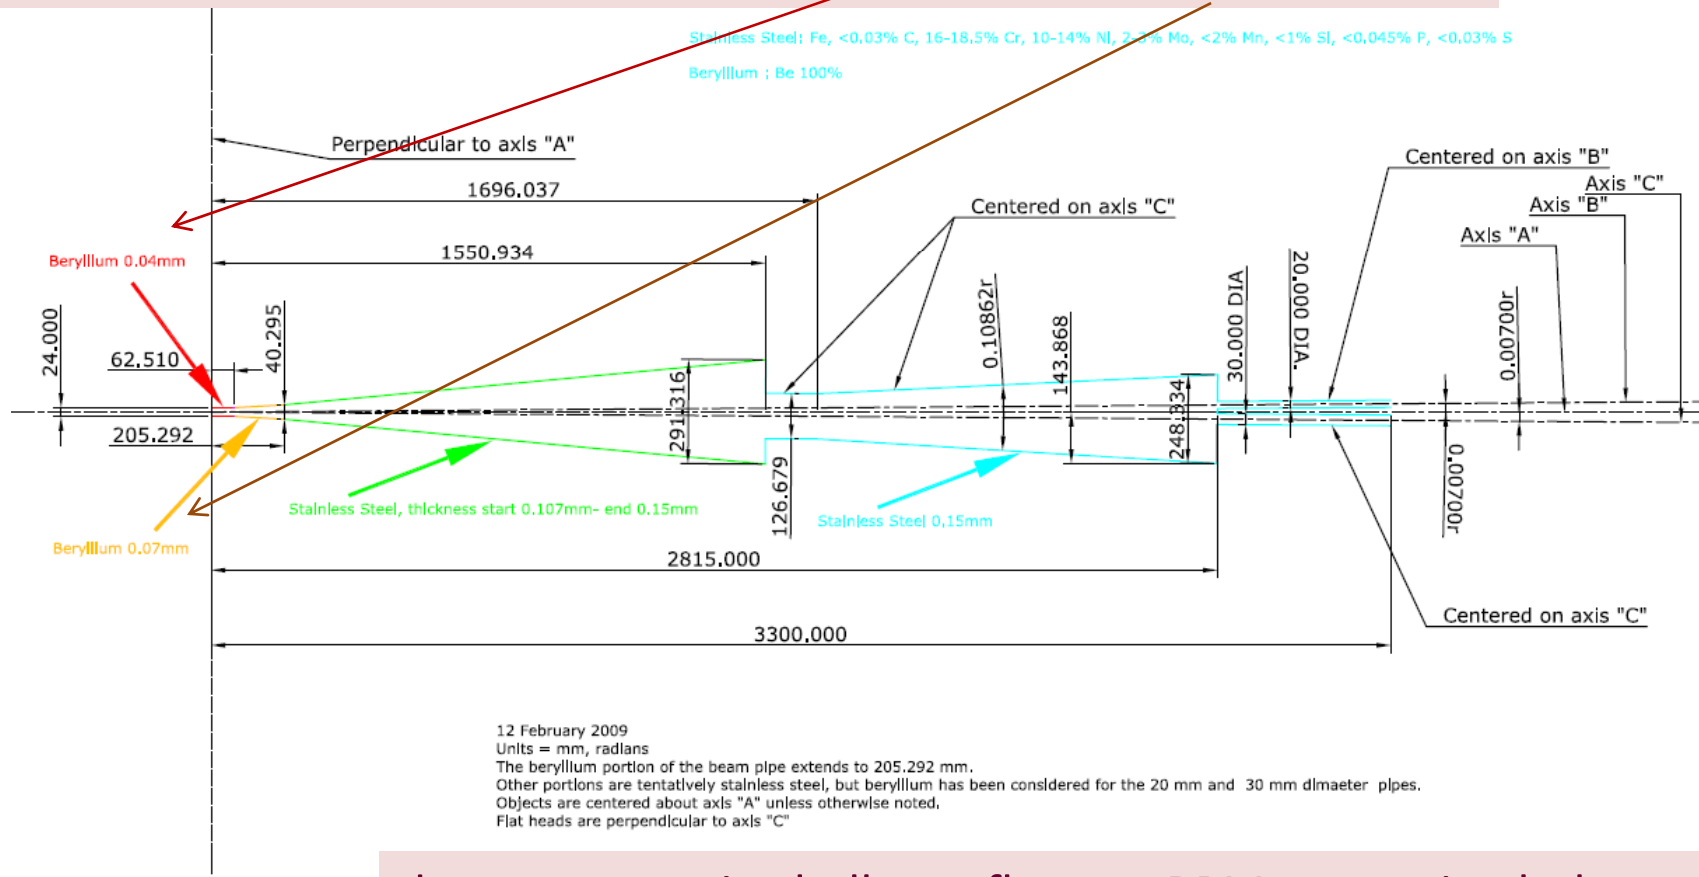 Stainless Steel: Fe, <0.03% C, 16-18.5% Cr, 10-14% Ni, 2-3% Mo, <2% Mn, <1% Si, <0.045% P, <0.03% S
Beryllium : Be 100%
Perpendicular to axis "A"
Centered on axis "B"
Axis "C"
1696.037
Centered on axis "C"
Axis "B"
Axis "A"
1550.934
Beryllium 0.04mm
24.000
62.510
40.295
205.292
291.316
126.679
0.10862r
143.868
248.334
30.000 DIA
20.000 DIA.
0.00700r
0.00700r
Stainless Steel, thickness start 0.107mm- end 0.15mm
Stainless Steel 0.15mm
Beryllium 0.07mm
2815.000
Centered on axis "C"
3300.000
12 February 2009
Units = mm, radians
The beryllium portion of the beam pipe extends to 205.292 mm.
Other portions are tentatively stainless steel, but beryllium has been considered for the 20 mm and 30 mm dimaeter pipes.
Objects are centered about axis "A" unless otherwise noted.
Flat heads are perpendicular to axis "C"